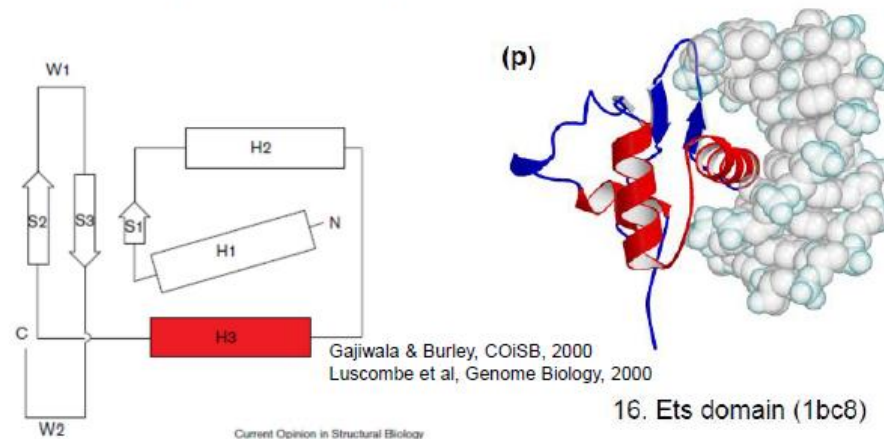 W1
S2
S3
S1
H2
H1
N
C
H3
W2
Gajiwala & Burley, COiSB, 2000
Luscombe et al, Genome Biology, 2000
Current Opinion in Structural Biology
(p)
16. Ets domain (1bc8)